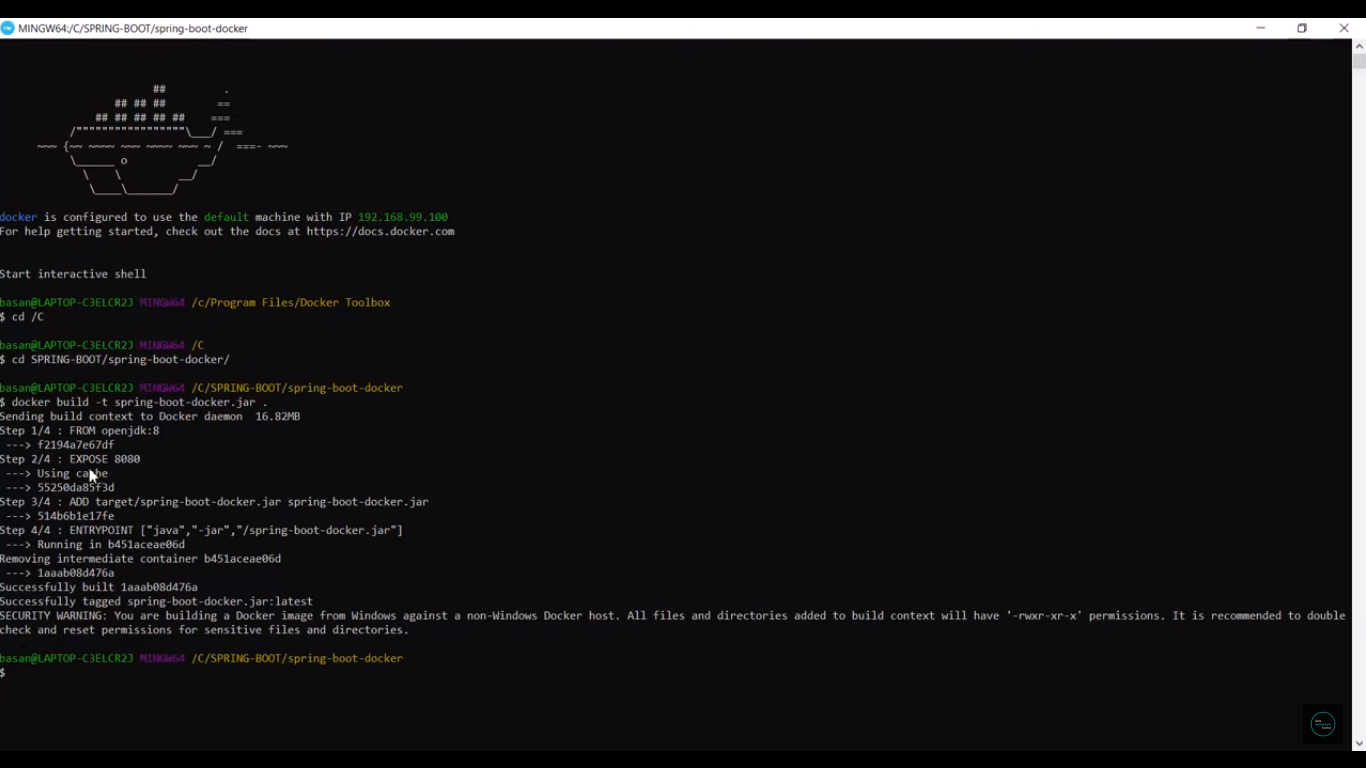 MINGW64:/C/SPRING-BOOT/spring-boot-docker
## .
## ## ## ==
## ## ## ## ## ===
/"""""""""""""""""\___/ ===
~~~ {~~ ~~~~ ~~~ ~~~~ ~~~ ~ / ===- ~~~
\______ o __/
\ \ __/
\____\_______/
docker is configured to use the default machine with IP 192.168.99.100
For help getting started, check out the docs at https://docs.docker.com
Start interactive shell
basan@LAPTOP-C3ELCR2J MINGW64 /c/Program Files/Docker Toolbox
$ cd /C
basan@LAPTOP-C3ELCR2J MINGW64 /C
$ cd SPRING-BOOT/spring-boot-docker/
basan@LAPTOP-C3ELCR2J MINGW64 /C/SPRING-BOOT/spring-boot-docker
$ docker build -t spring-boot-docker.jar .
Sending build context to Docker daemon 16.82MB
Step 1/4 : FROM openjdk:8
---> f2194a7e67df
Step 2/4 : EXPOSE 8080
---> Using cache
---> 55250da85f3d
Step 3/4 : ADD target/spring-boot-docker.jar spring-boot-docker.jar
---> 514b6b1e17fe
Step 4/4 : ENTRYPOINT ["java","-jar","/spring-boot-docker.jar"]
---> Running in b451aceae06d
Removing intermediate container b451aceae06d
---> 1aaab08d476a
Successfully built 1aaab08d476a
Successfully tagged spring-boot-docker.jar:latest
SECURITY WARNING: You are building a Docker image from Windows against a non-Windows Docker host. All files and directories added to build context will have '-rwxr-xr-x' permissions. It is recommended to double
check and reset permissions for sensitive files and directories.
basan@LAPTOP-C3ELCR2J MINGW64 /C/SPRING-BOOT/spring-boot-docker
$